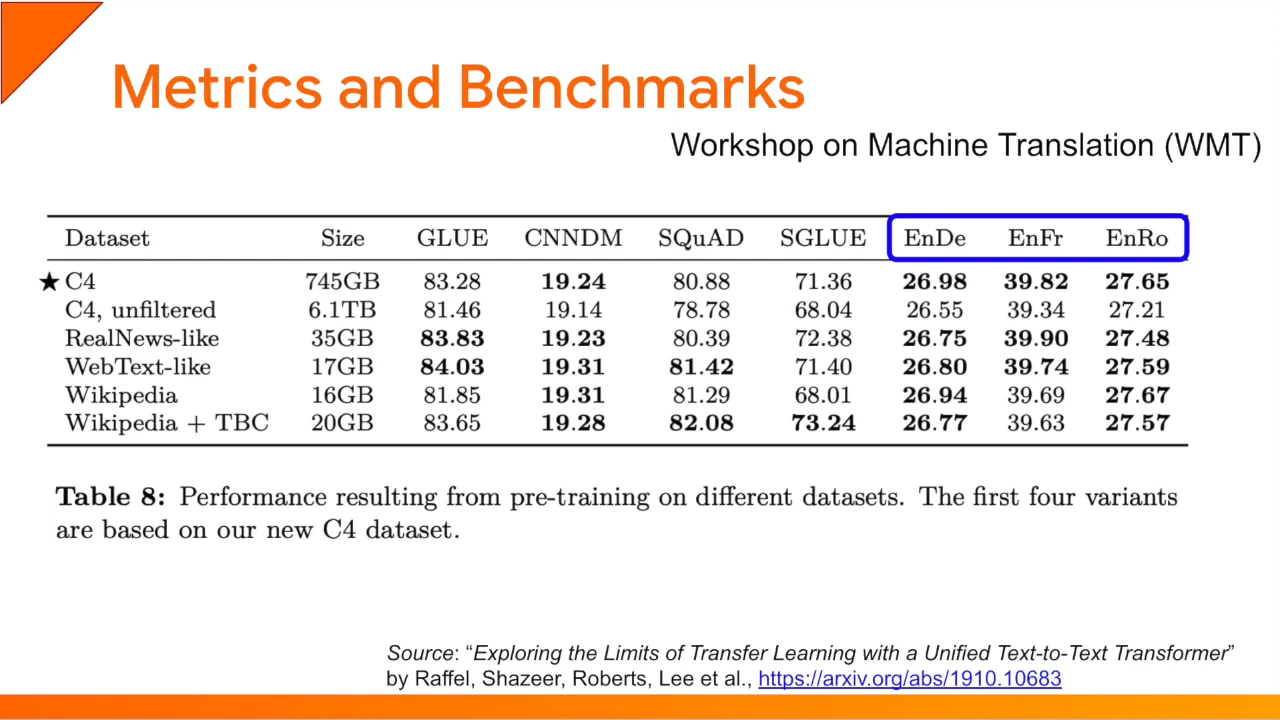 Metrics and Benchmarks
Workshop on Machine Translation (WMT)
Dataset Size GLUE CNNDM SQuAD SGLUE EnDe EnFr EnRo
★ C4 745GB 83.28 19.24 80.88 71.36 26.98 39.82 27.65
C4, unfiltered 6.1TB 81.46 19.14 78.78 68.04 26.55 39.34 27.21
RealNews-like 35GB 83.83 19.23 80.39 72.38 26.75 39.90 27.48
WebText-like 17GB 84.03 19.31 81.42 71.40 26.80 39.74 27.59
Wikipedia 16GB 81.85 19.31 81.29 68.01 26.94 39.69 27.67
Wikipedia + TBC 20GB 83.65 19.28 82.08 73.24 26.77 39.63 27.57
Table 8: Performance resulting from pre-training on different datasets. The first four variants
are based on our new C4 dataset.
Source: “Exploring the Limits of Transfer Learning with a Unified Text-to-Text Transformer”
by Raffel, Shazeer, Roberts, Lee et al., https://arxiv.org/abs/1910.10683